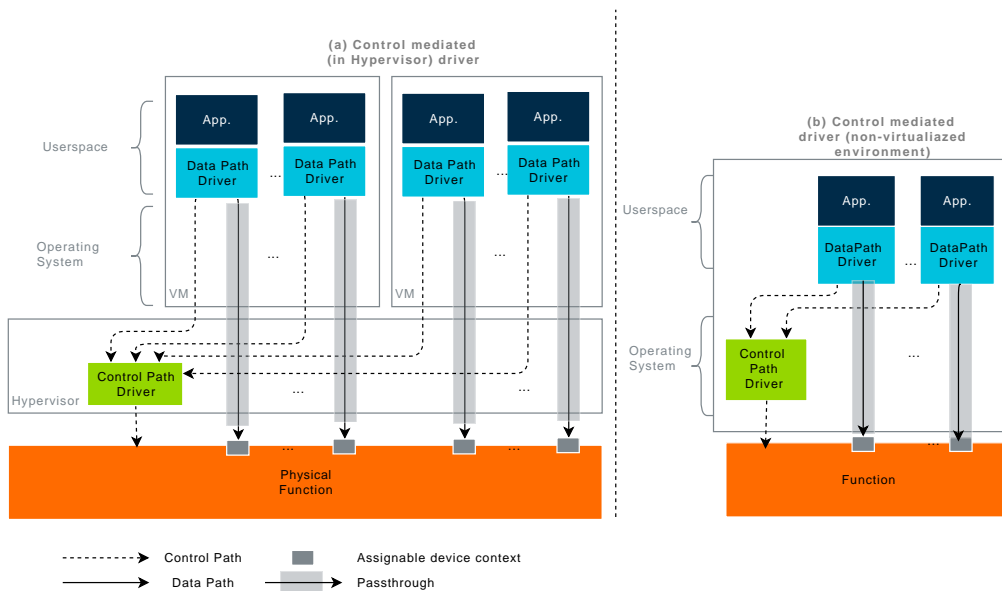 (a) Control mediated
(in Hypervisor) driver
App.
App.
App.
App.
Userspace
Data Path
Driver
...
Data Path
Driver
Data Path
Driver
...
Data Path
Driver
Operating
System
...
...
VM
VM
Control Path
Driver
...
...
Hypervisor
...
...
Physical
Function
(b) Control mediated
driver (non-virtualiazed
environment)
App.
App.
Userspace
DataPath
Driver
...
DataPath
Driver
Operating
System
Control
Path
Driver
...
...
Function
Control Path
Assignable device context
Data Path
Passthrough